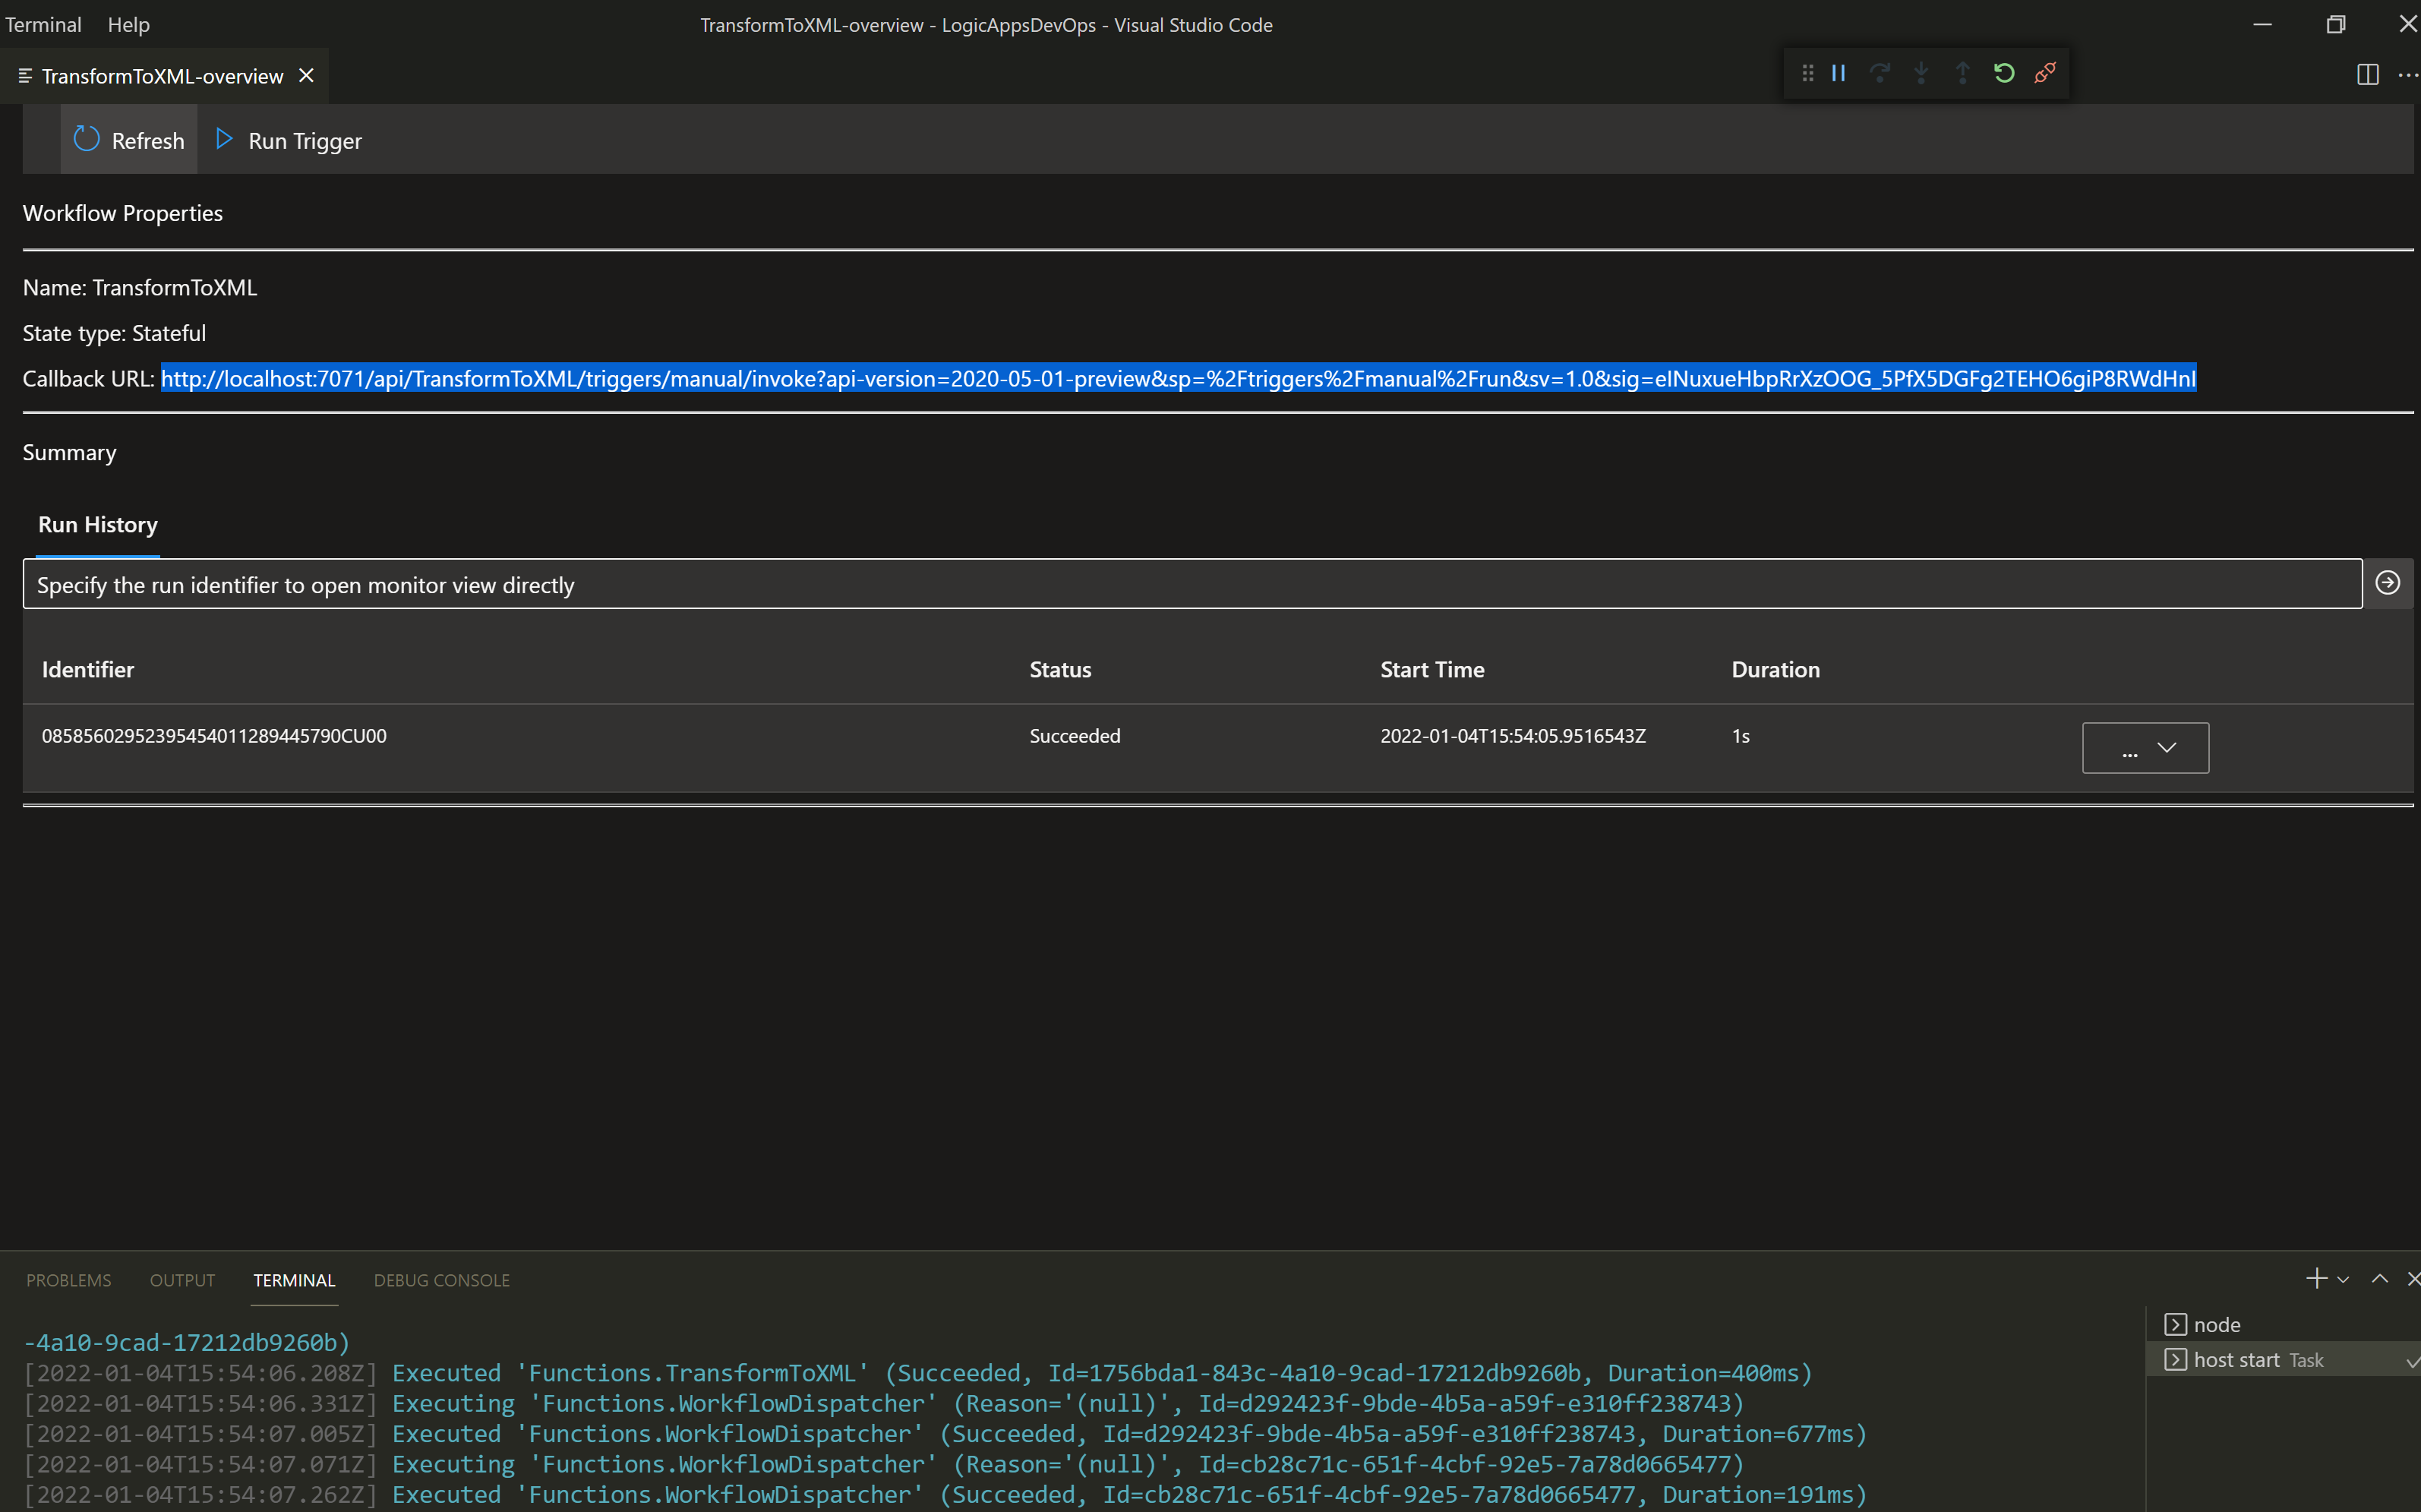 Terminal Help TransformToXML-overview - LogicAppsDevOps - Visual Studio Code
TransformToXML-overview
Refresh Run Trigger
Workflow Properties
Name: TransformToXML
State type: Stateful
Callback URL: http://localhost:7071/api/TransformToXML/triggers/manual/invoke?api-version=2020-05-01-preview&sp=%2Ftriggers%2Fmanual%2Frun&sv=1.0&sig=elNuxueHbpRrXzOOG_5PfX5DGFg2TEHO6giP8RWdHnI
Summary
Run History
Specify the run identifier to open monitor view directly
Identifier Status Start Time Duration
08585602952395454011289445790CU00 Succeeded 2022-01-04T15:54:05.9516543Z 1s ...
PROBLEMS OUTPUT TERMINAL DEBUG CONSOLE
node
host start Task
-4a10-9cad-17212db9260b)
[2022-01-04T15:54:06.208Z] Executed 'Functions.TransformToXML' (Succeeded, Id=1756bda1-843c-4a10-9cad-17212db9260b, Duration=400ms)
[2022-01-04T15:54:06.331Z] Executing 'Functions.WorkflowDispatcher' (Reason='(null)', Id=d292423f-9bde-4b5a-a59f-e310ff238743)
[2022-01-04T15:54:07.005Z] Executed 'Functions.WorkflowDispatcher' (Succeeded, Id=d292423f-9bde-4b5a-a59f-e310ff238743, Duration=677ms)
[2022-01-04T15:54:07.071Z] Executing 'Functions.WorkflowDispatcher' (Reason='(null)', Id=cb28c71c-651f-4cbf-92e5-7a78d0665477)
[2022-01-04T15:54:07.262Z] Executed 'Functions.WorkflowDispatcher' (Succeeded, Id=cb28c71c-651f-4cbf-92e5-7a78d0665477, Duration=191ms)